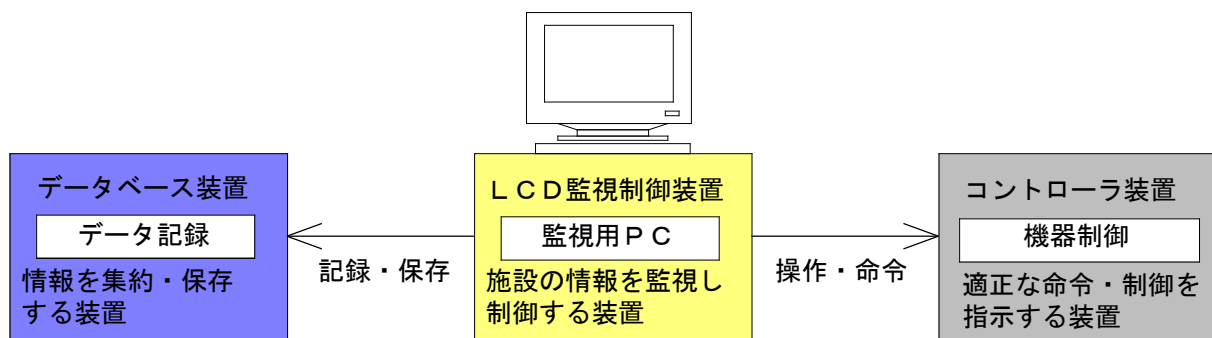 データベース装置
データ記録
情報を集約・保存
する装置
記録・保存
LCD監視制御装置
監視用PC
施設の情報を監視し
制御する装置
操作・命令
コントローラ装置
機器制御
適正な命令・制御を
指示する装置